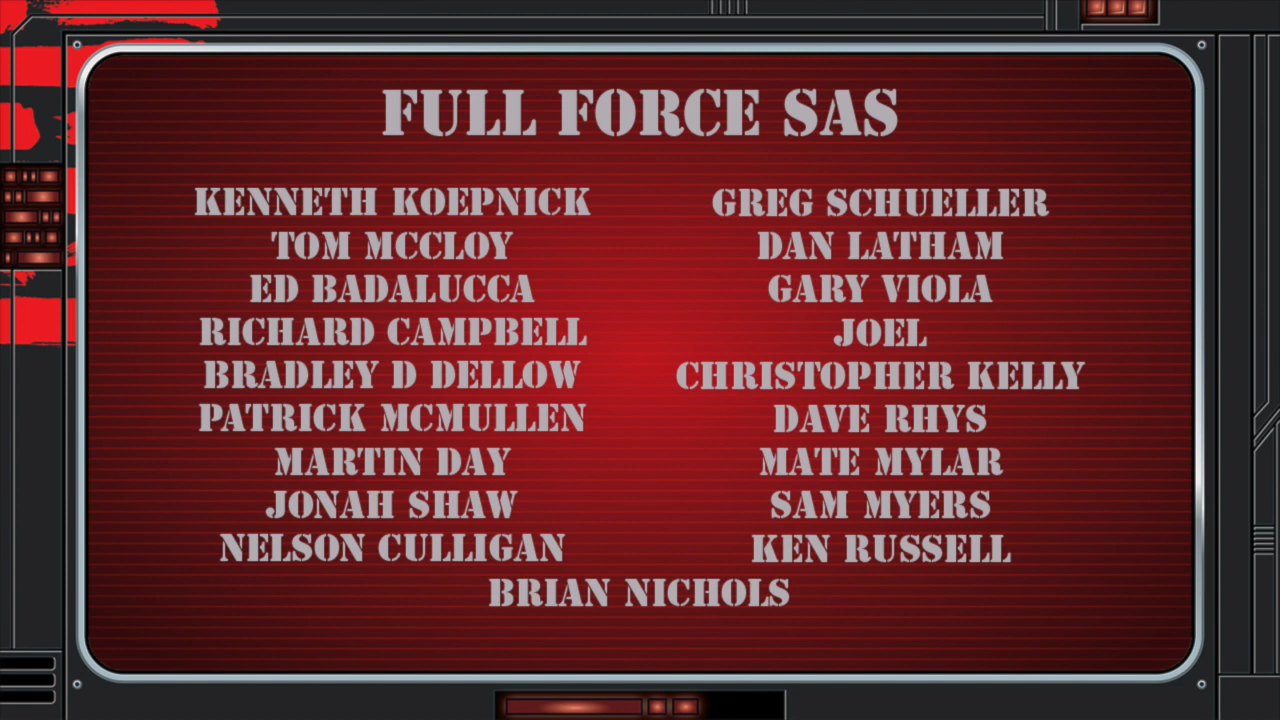 FULL FORCE SAS
KENNETH KOEPNICK
TOM MCCLOY
ED BADALUCCA
RICHARD CAMPBELL
BRADLEY D DELLOW
PATRICK MCMULLEN
MARTIN DAY
JONAH SHAW
NELSON CULLIGAN
GREG SCHUELLER
DAN LATHAM
GARY VIOLA
JOEL
CHRISTOPHER KELLY
DAVE RHYS
MATE MYLAR
SAM MYERS
KEN RUSSELL
BRIAN NICHOLS